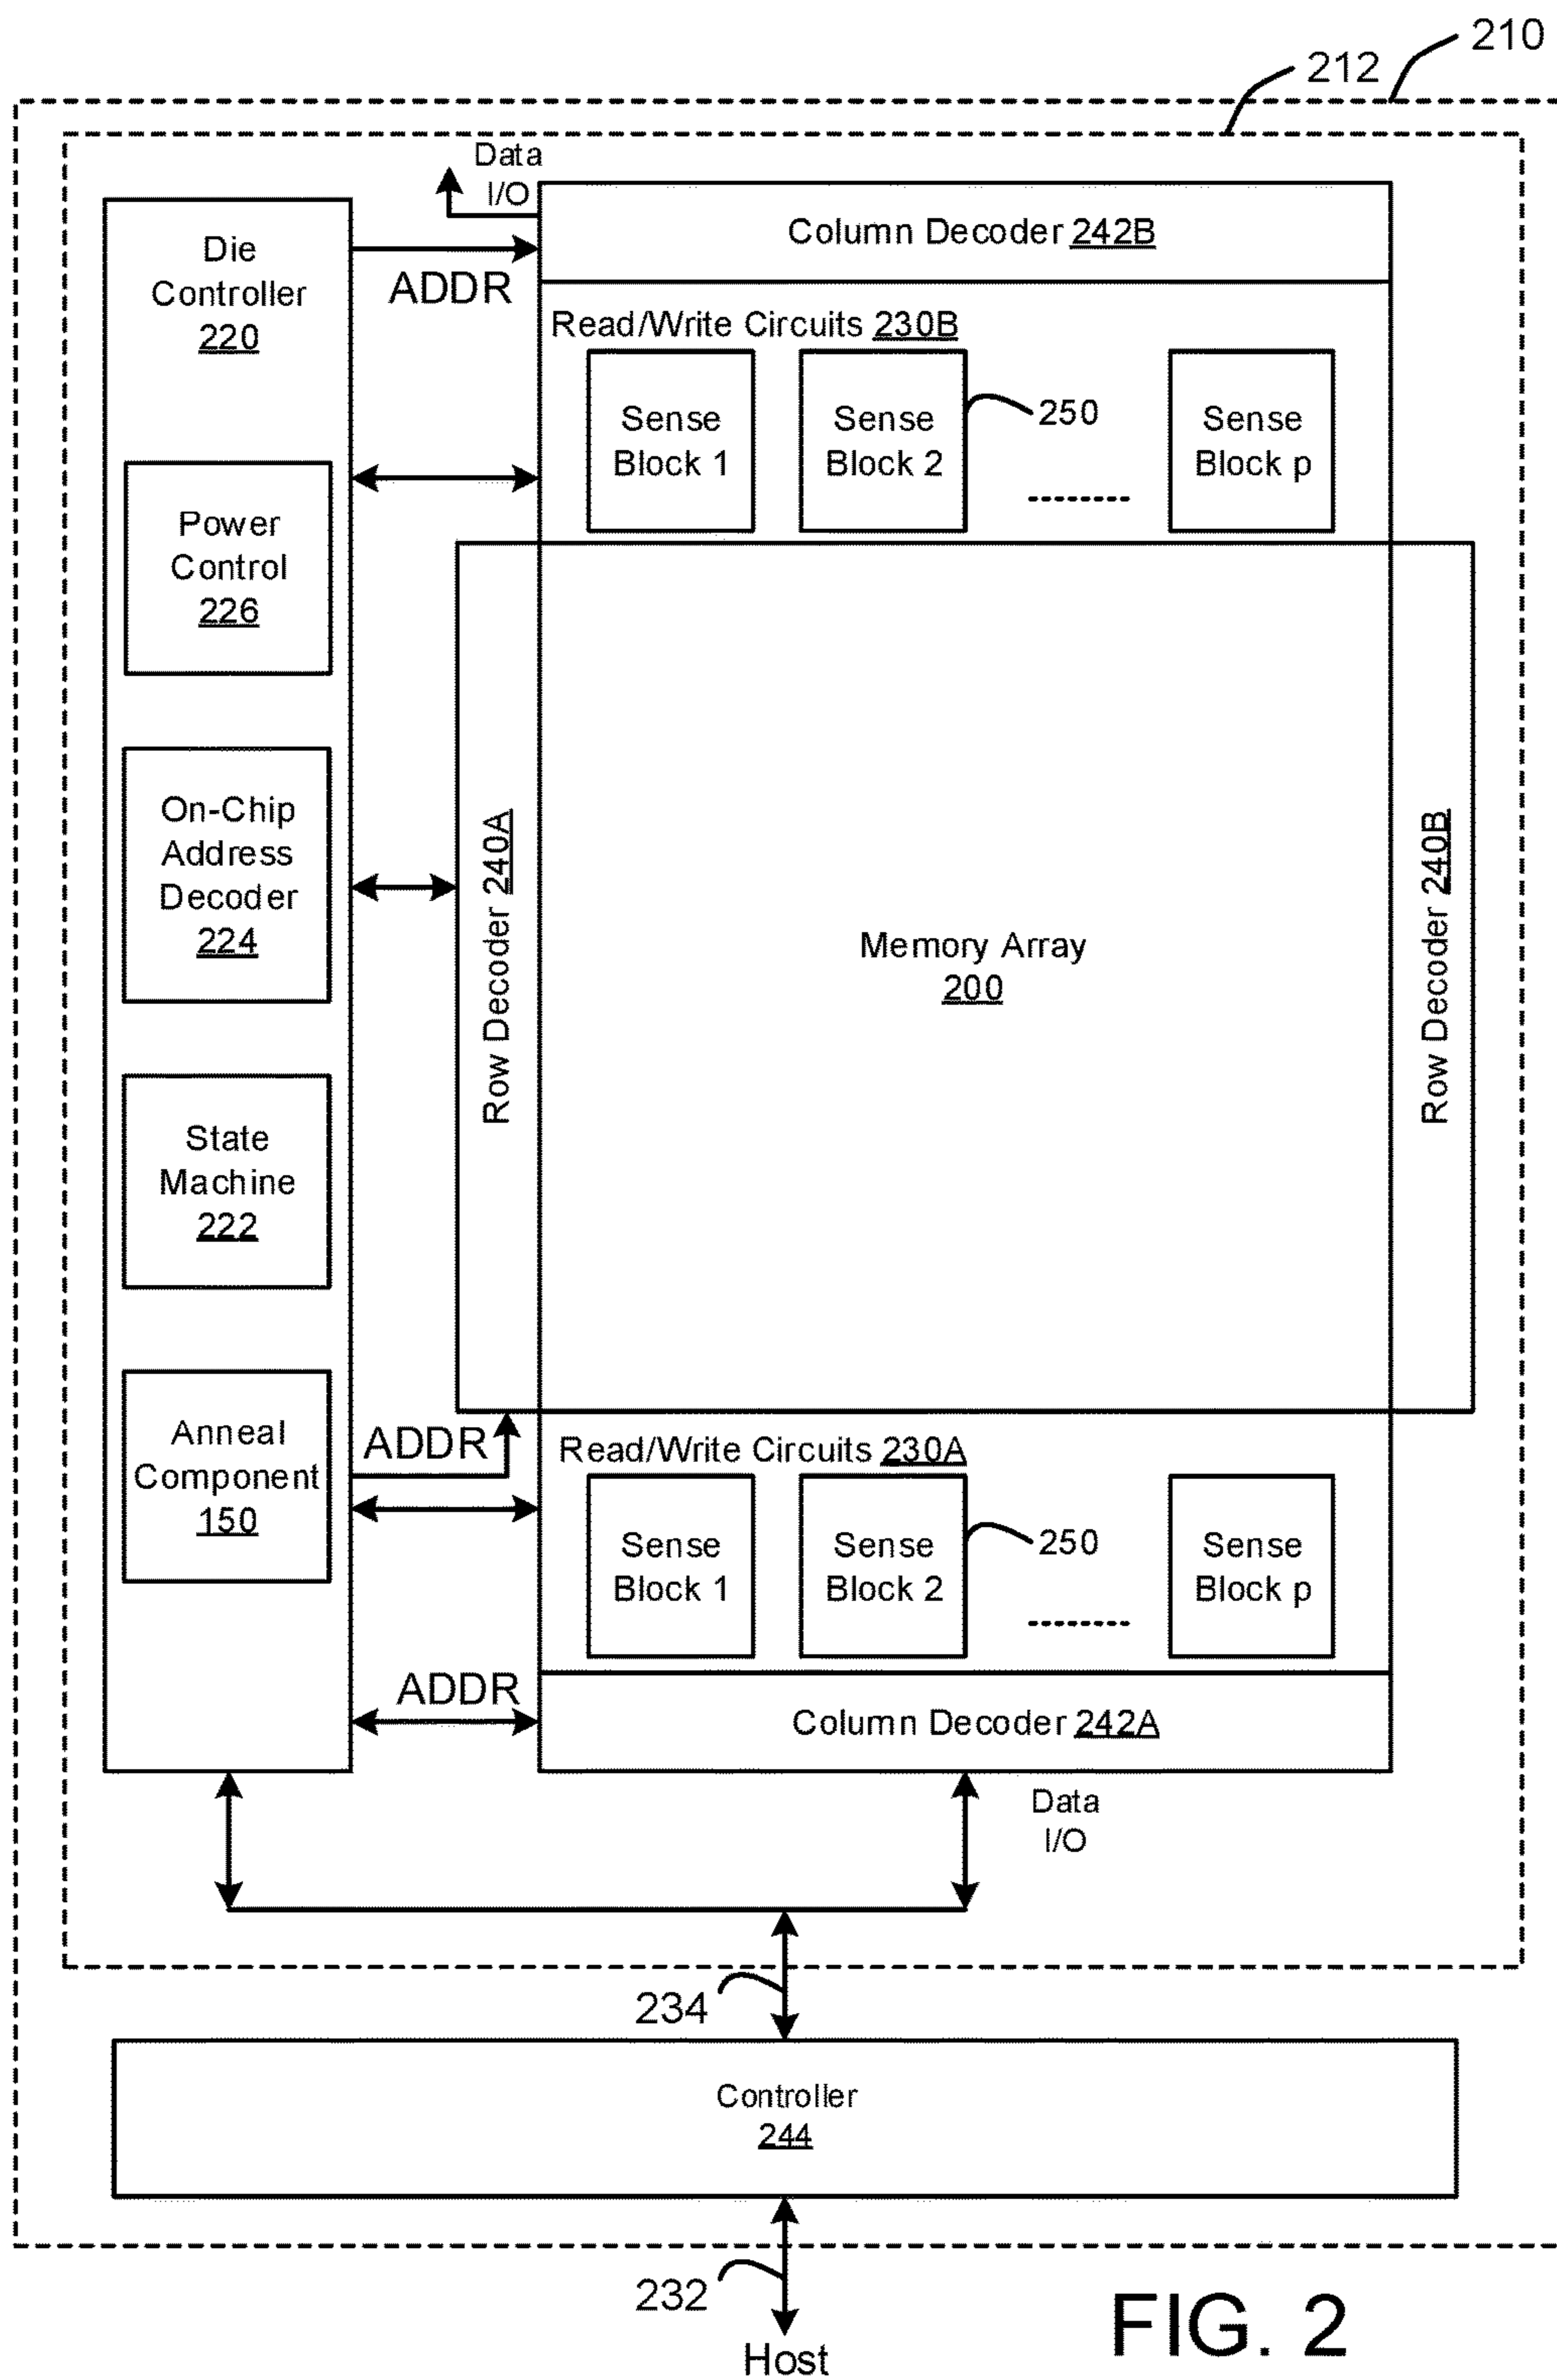 210
212
Data
I/O
Column Decoder 242B
ADDR
Die
Controller
220
Read/Write Circuits 230B
Sense
Block 1
Sense
Block 2
250
Sense
Block p
Power
Control
226
On-Chip
Address
Decoder
224
Row Decoder 240A
Memory Array
200
Row Decoder 240B
State
Machine
222
Anneal
Component
150
ADDR
Read/Write Circuits 230A
Sense
Block 1
Sense
Block 2
250
Sense
Block p
ADDR
Column Decoder 242A
Data
I/O
234
Controller
244
232
Host
FIG. 2